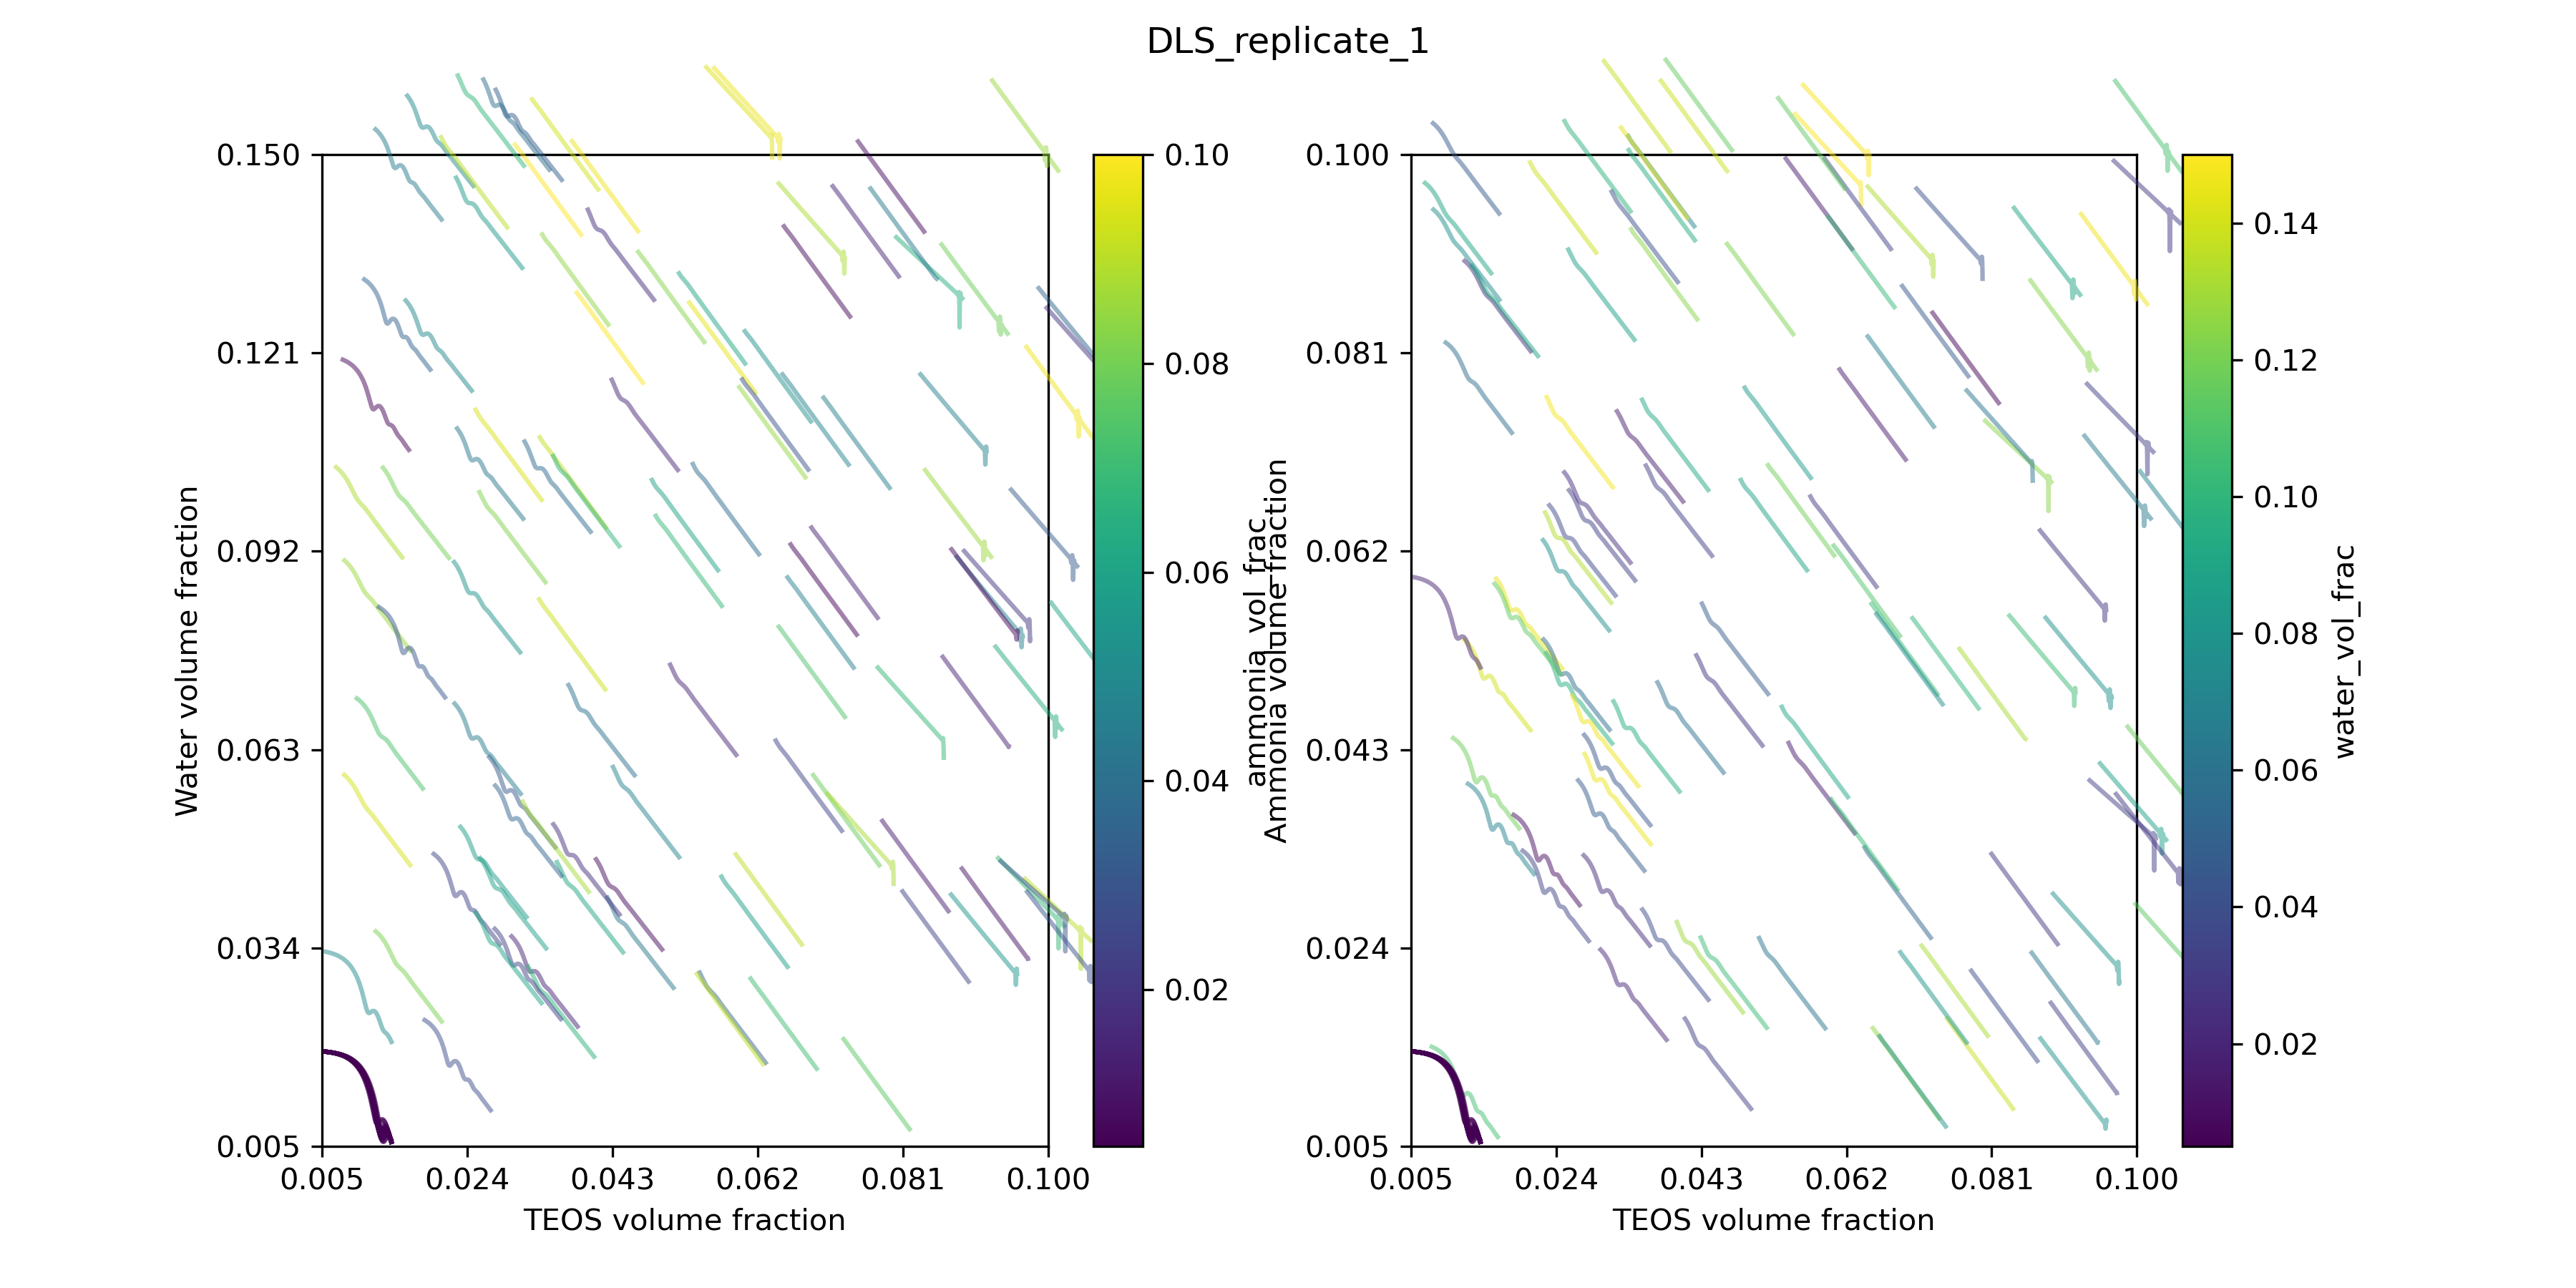 DLS_replicate_1
Water volume fraction
0.150
0.121
0.092
0.063
0.034
0.005
0.005 0.024 0.043 0.062 0.081 0.100
TEOS volume fraction
0.10
0.08
0.06
0.04
0.02
ammonia_vol_frac
Ammonia volume fraction
0.100
0.081
0.062
0.043
0.024
0.005
0.005 0.024 0.043 0.062 0.081 0.100
TEOS volume fraction
0.14
0.12
0.10
0.08
0.06
0.04
0.02
water_vol_frac